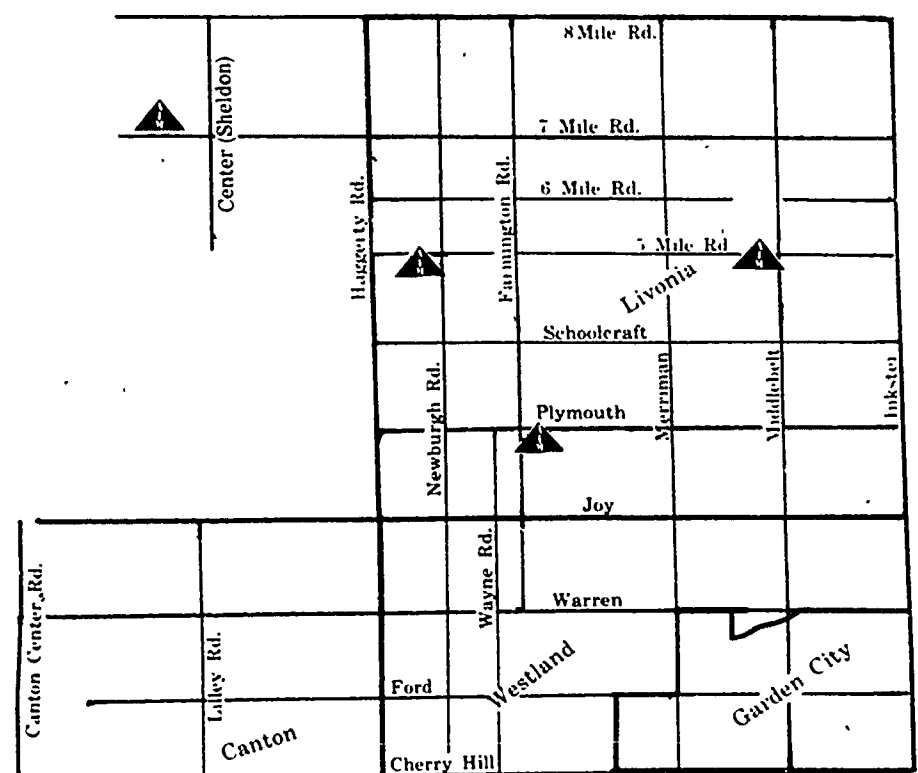 8 Mile Rd.
Center (Sheldon)
7 Mile Rd.
6 Mile Rd.
Haggerty Rd.
Farmington Rd.
5 Mile Rd
Livonia
Schoolcraft
Merriman
Middlebelt
Inkster
Newburgh Rd.
Plymouth
Joy
Wayne Rd.
Warren
Canton Center Rd.
Lilley Rd.
Ford
Westland
Garden City
Canton
Cherry Hill